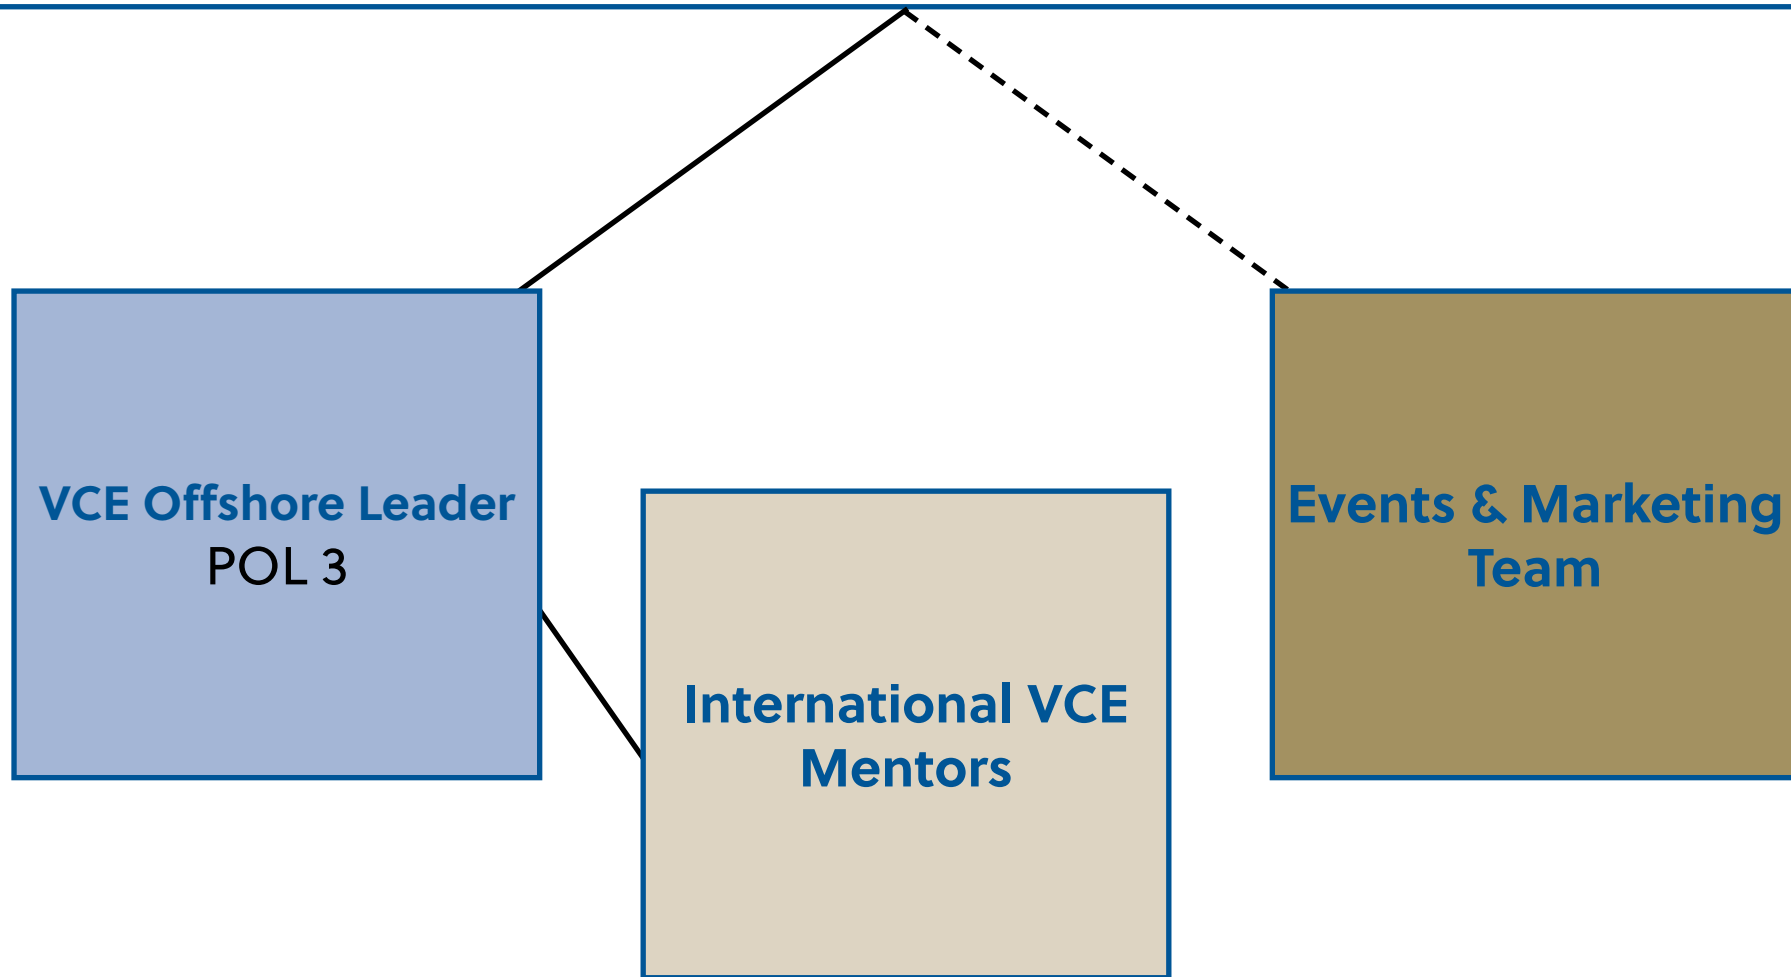 VCE Offshore Leader
POL 3
International VCE
Mentors
Events & Marketing
Team